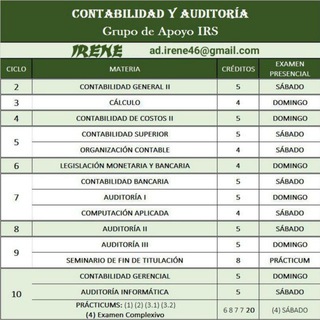 CONTABILIDAD Y AUDITORÍA
Grupo de Apoyo IRS
IRENE ad.irene46@gmail.com
CICLO MATERIA CRÉDITOS EXAMEN PRESENCIAL
2 CONTABILIDAD GENERAL II 5 SÁBADO
3 CÁLCULO 4 DOMINGO
4 CONTABILIDAD DE COSTOS II 5 DOMINGO
5 CONTABILIDAD SUPERIOR 5 SÁBADO
ORGANIZACIÓN CONTABLE 4 SÁBADO
6 LEGISLACIÓN MONETARIA Y BANCARIA 4 DOMINGO
7 CONTABILIDAD BANCARIA 5 SÁBADO
AUDITORÍA I 5 DOMINGO
COMPUTACIÓN APLICADA 4 SÁBADO
8 AUDITORÍA II 5 SÁBADO
9 AUDITORÍA III 5 DOMINGO
SEMINARIO DE FIN DE TITULACIÓN 8 PRÁCTICUM
10 CONTABILIDAD GERENCIAL 5 DOMINGO
AUDITORÍA INFORMÁTICA 5 SÁBADO
PRÁCTICUMS: (1) (2) (3.1) (3.2) 6 8 7 7 20 (4) SÁBADO
(4) Examen Complexivo